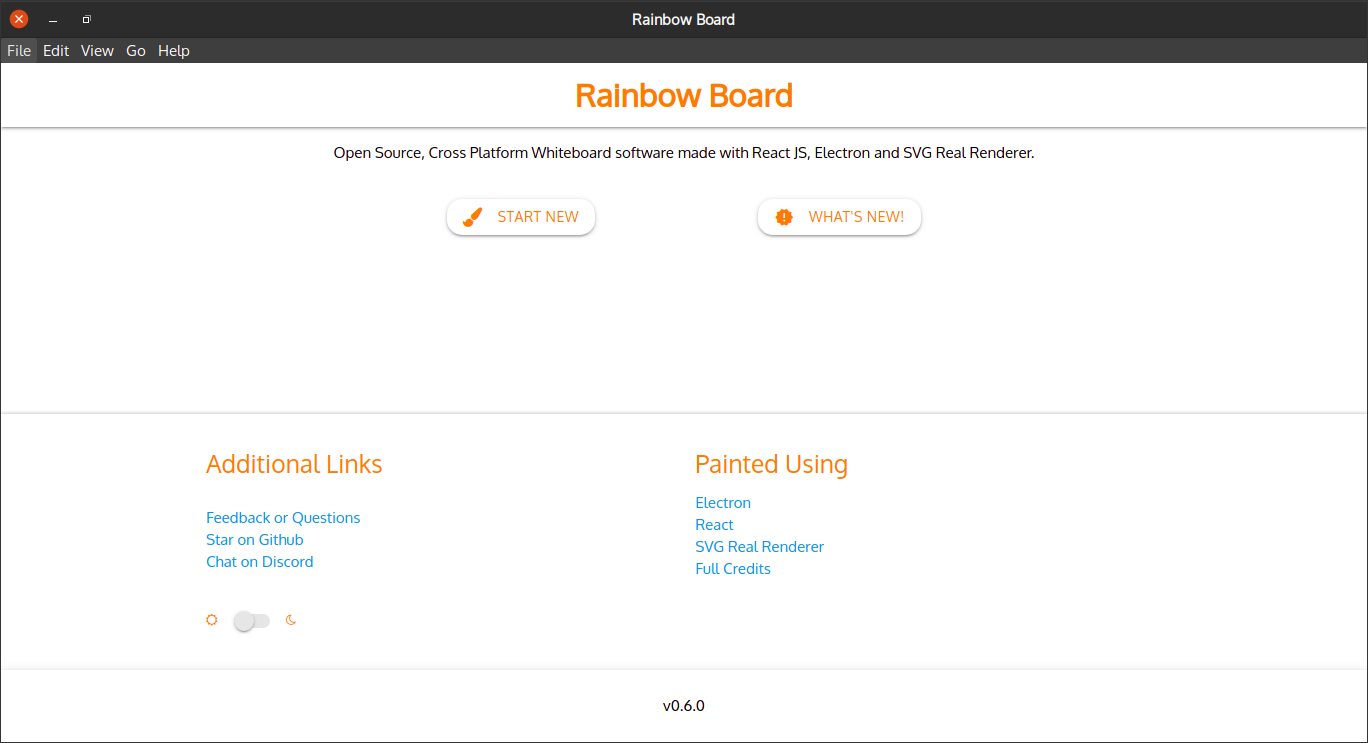 Rainbow Board
File Edit View Go Help
Rainbow Board
Open Source, Cross Platform Whiteboard software made with React JS, Electron and SVG Real Renderer.
START NEW
WHAT'S NEW!
Additional Links
Feedback or Questions
Star on Github
Chat on Discord
Painted Using
Electron
React
SVG Real Renderer
Full Credits
v0.6.0